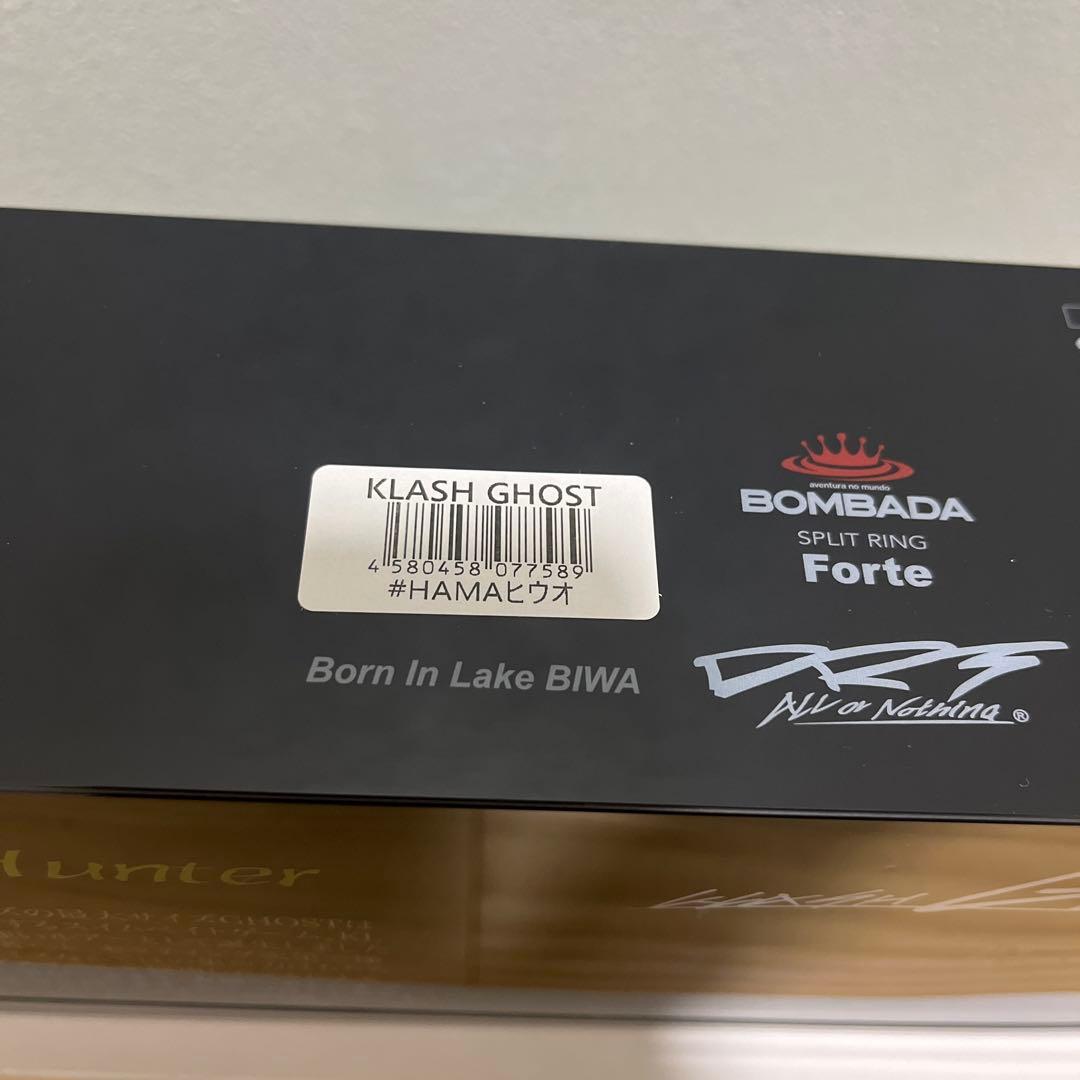 KLASH GHOST
4 580458 077589
#HAMAヒウオ
Born In Lake BIWA
aventura no mundo
BOMBADA
SPLIT RING
Forte
DRT
ALL or Nothing ®
Hunter